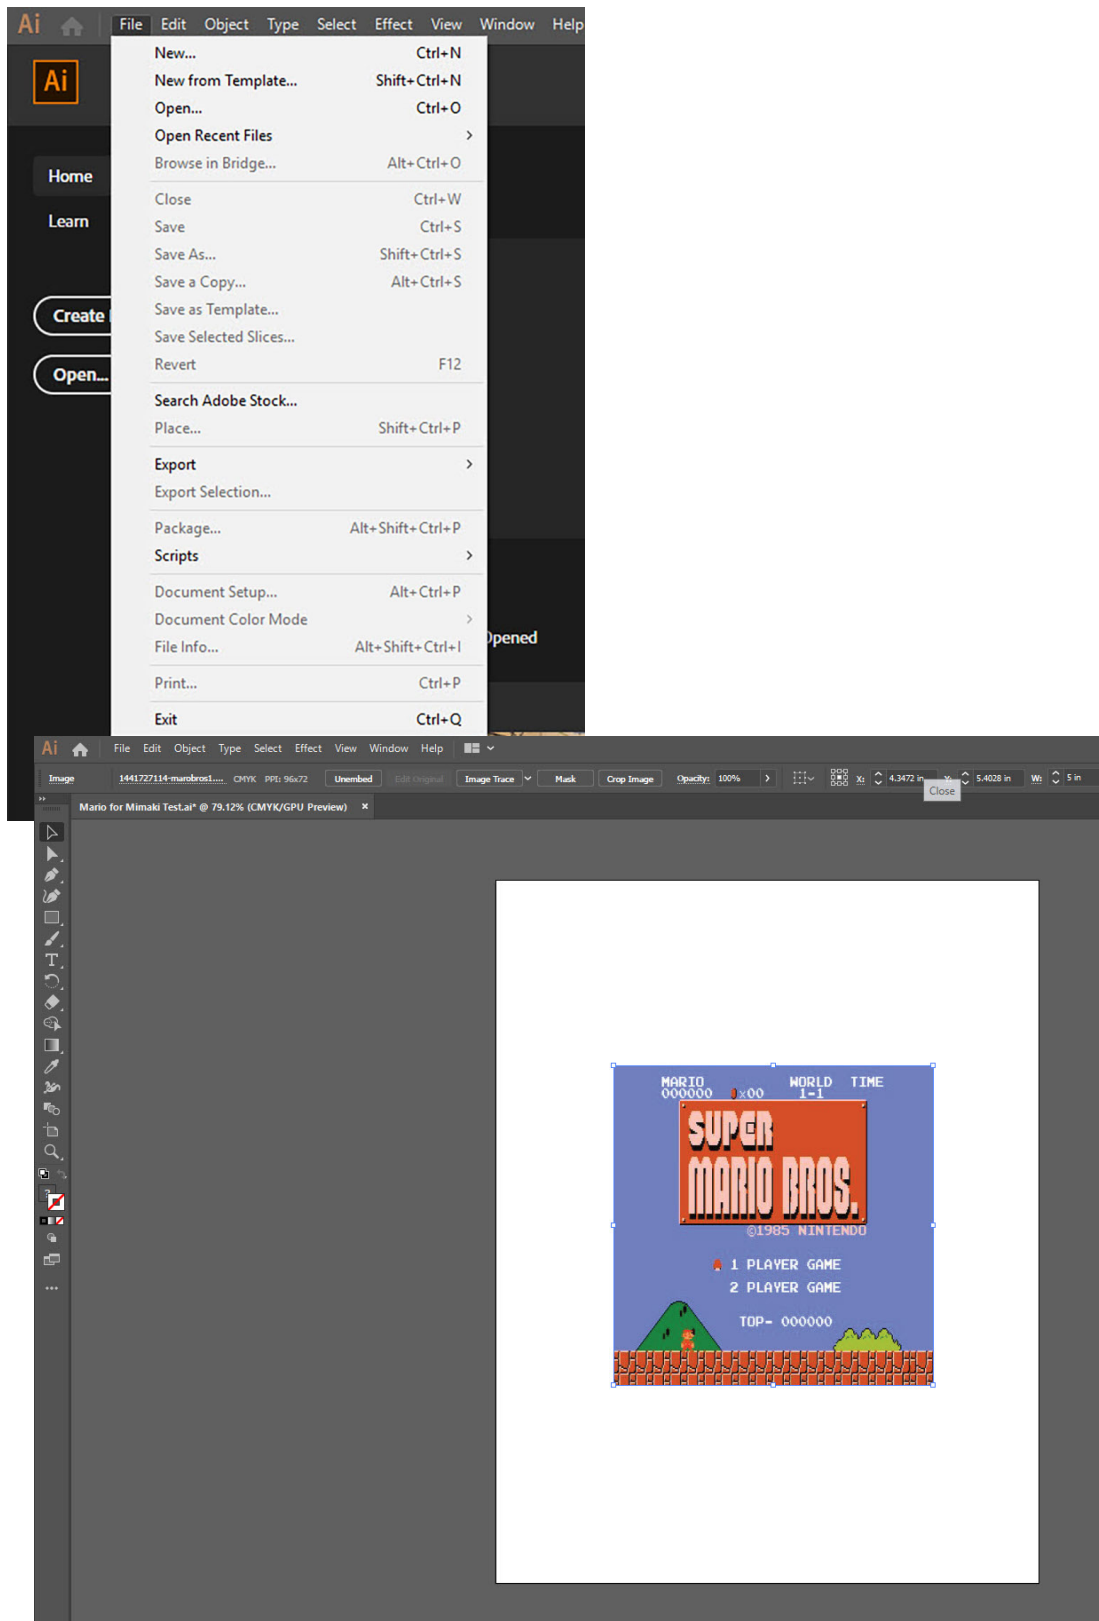 Ai File Edit Object Type Select Effect View Window Help
Ai
New... Ctrl+N
New from Template... Shift+Ctrl+N
Open... Ctrl+O
Open Recent Files >
Browse in Bridge... Alt+Ctrl+O
Home
Close Ctrl+W
Learn
Save Ctrl+S
Save As... Shift+Ctrl+S
Save a Copy... Alt+Ctrl+S
Save as Template...
Create
Save Selected Slices...
Revert F12
Open...
Search Adobe Stock...
Place... Shift+Ctrl+P
Export >
Export Selection...
Package... Alt+Shift+Ctrl+P
Scripts >
Document Setup... Alt+Ctrl+P
Document Color Mode >
File Info... Alt+Shift+Ctrl+I
Opened
Print... Ctrl+P
Exit Ctrl+Q
Ai File Edit Object Type Select Effect View Window Help
Image 1441727114-marobros1.... CMYK PPI: 96x72 Unembed Edit Original Image Trace Mask Crop Image Opacity: 100% > X: 4.3472 in Y: 5.4028 in W: 5 in
Close
Mario for Mimaki Test.ai* @ 79.12% (CMYK/GPU Preview) ×
MARIO WORLD TIME
000000 ×00 1-1
SUPER
MARIO BROS.
©1985 NINTENDO
1 PLAYER GAME
2 PLAYER GAME
TOP- 000000